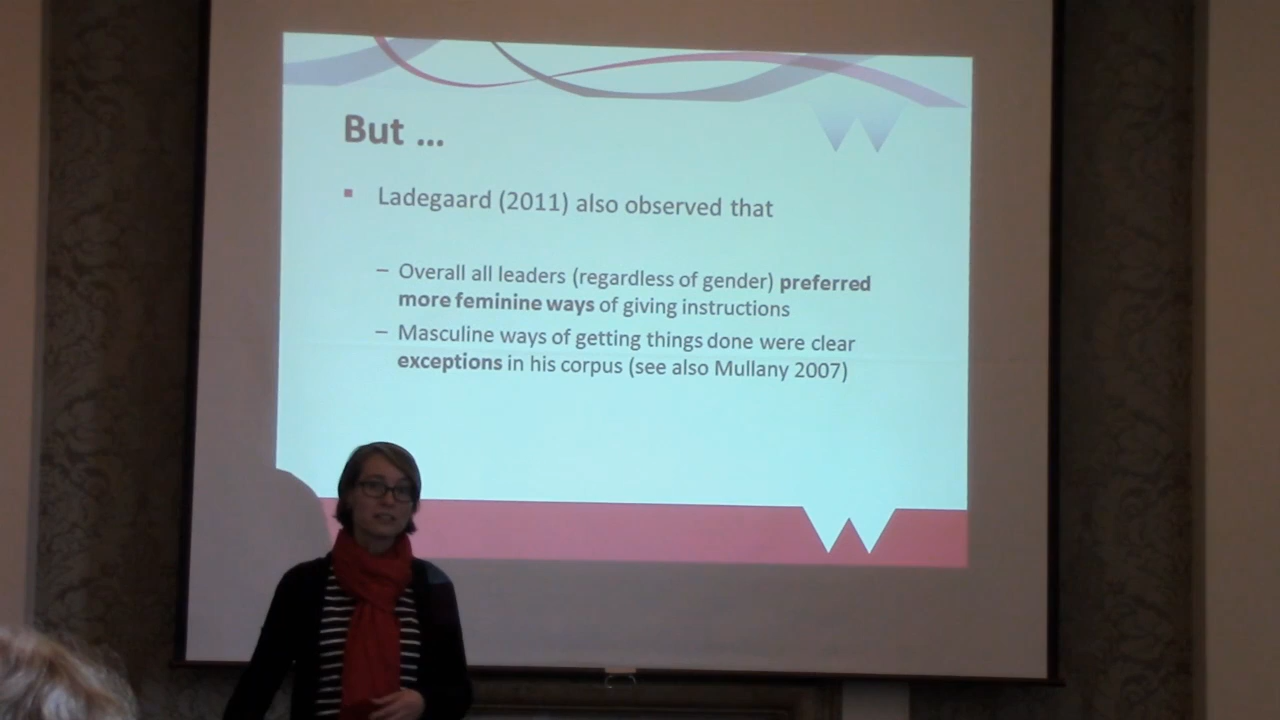 But ...
▪ Ladegaard (2011) also observed that
– Overall all leaders (regardless of gender) preferred
more feminine ways of giving instructions
– Masculine ways of getting things done were clear
exceptions in his corpus (see also Mullany 2007)